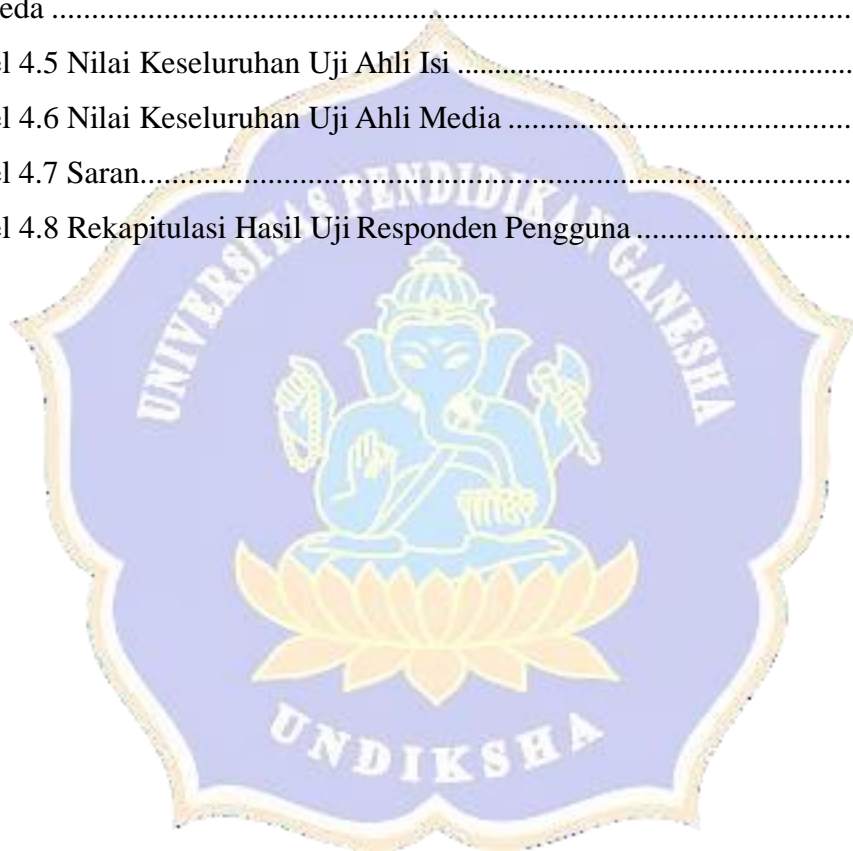 eda ........................................................................................................
el 4.5 Nilai Keseluruhan Uji Ahli Isi ....................................................
el 4.6 Nilai Keseluruhan Uji Ahli Media ..............................................
el 4.7 Saran...............................................................................................
el 4.8 Rekapitulasi Hasil Uji Responden Pengguna .............................
UNIVERSITAS PENDIDIKAN GANESHA
UNDIKSHA